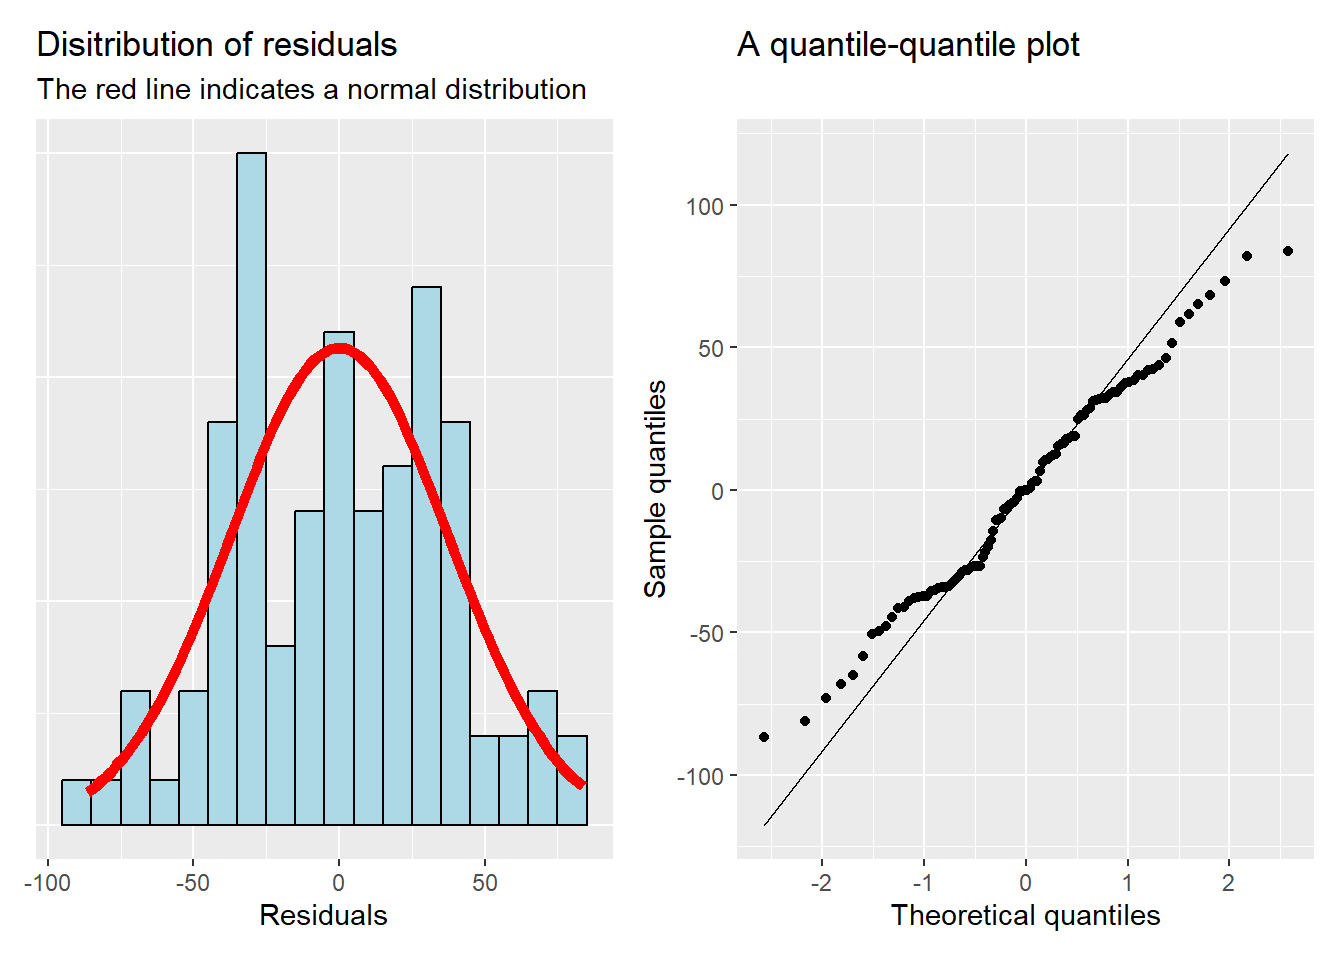 Disitribution of residuals
The red line indicates a normal distribution
-100 -50 0 50
Residuals
A quantile-quantile plot
100
50
0
-50
-100
Sample quantiles
-2 -1 0 1 2
Theoretical quantiles